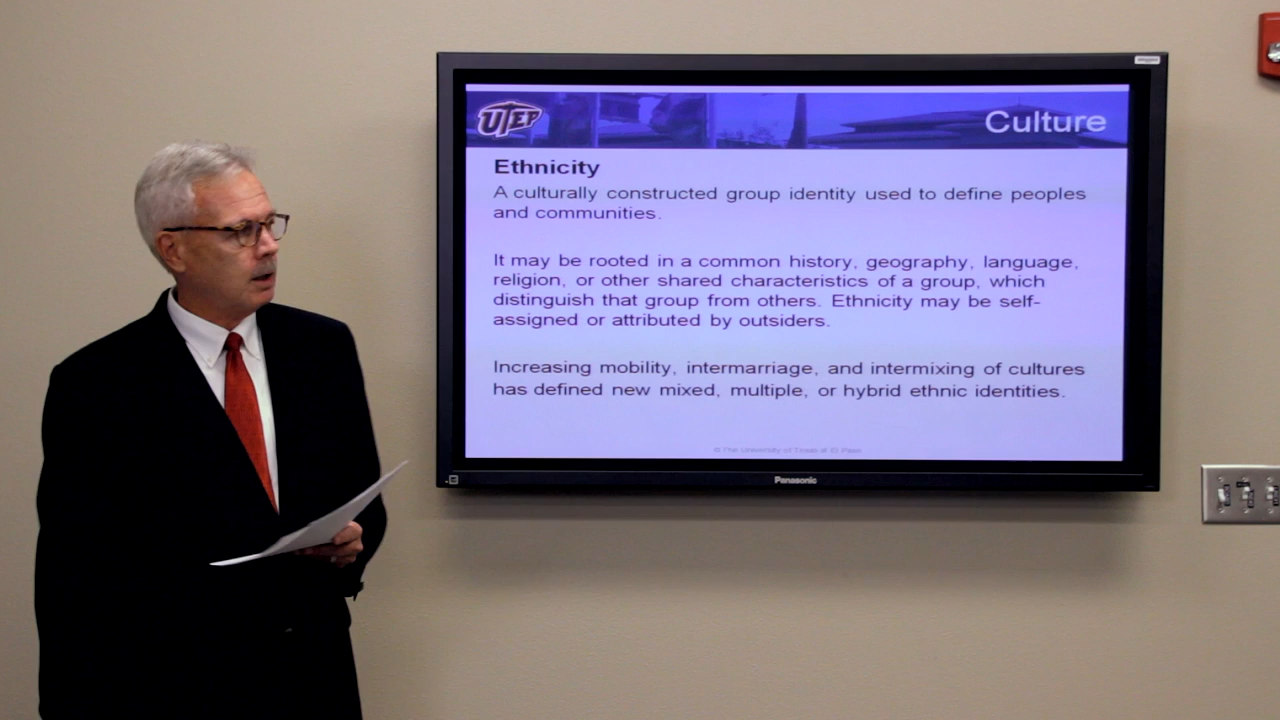 UTEP
Culture
Ethnicity
A culturally constructed group identity used to define peoples
and communities.
It may be rooted in a common history, geography, language,
religion, or other shared characteristics of a group, which
distinguish that group from others. Ethnicity may be self-
assigned or attributed by outsiders.
Increasing mobility, intermarriage, and intermixing of cultures
has defined new mixed, multiple, or hybrid ethnic identities.
©The University of Texas at El Paso
Panasonic